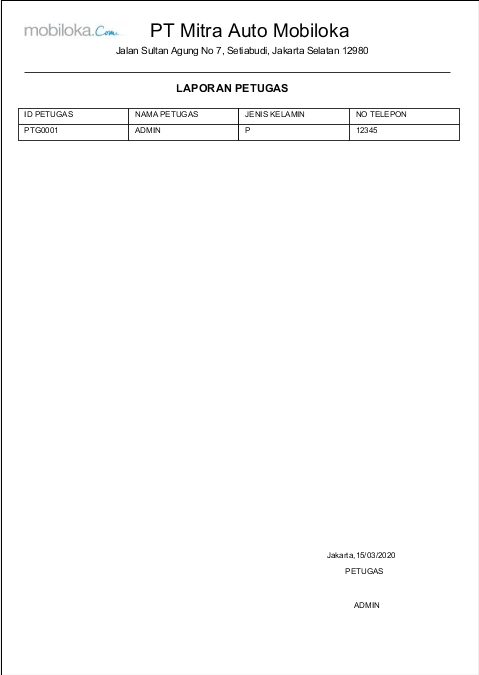 mobiloka.Com
PT Mitra Auto Mobiloka
Jalan Sultan Agung No 7, Setiabudi, Jakarta Selatan 12980
LAPORAN PETUGAS
ID PETUGAS NAMA PETUGAS JENIS KELAMIN NO TELEPON
PTG0001 ADMIN P 12345
Jakarta,15/03/2020
PETUGAS
ADMIN